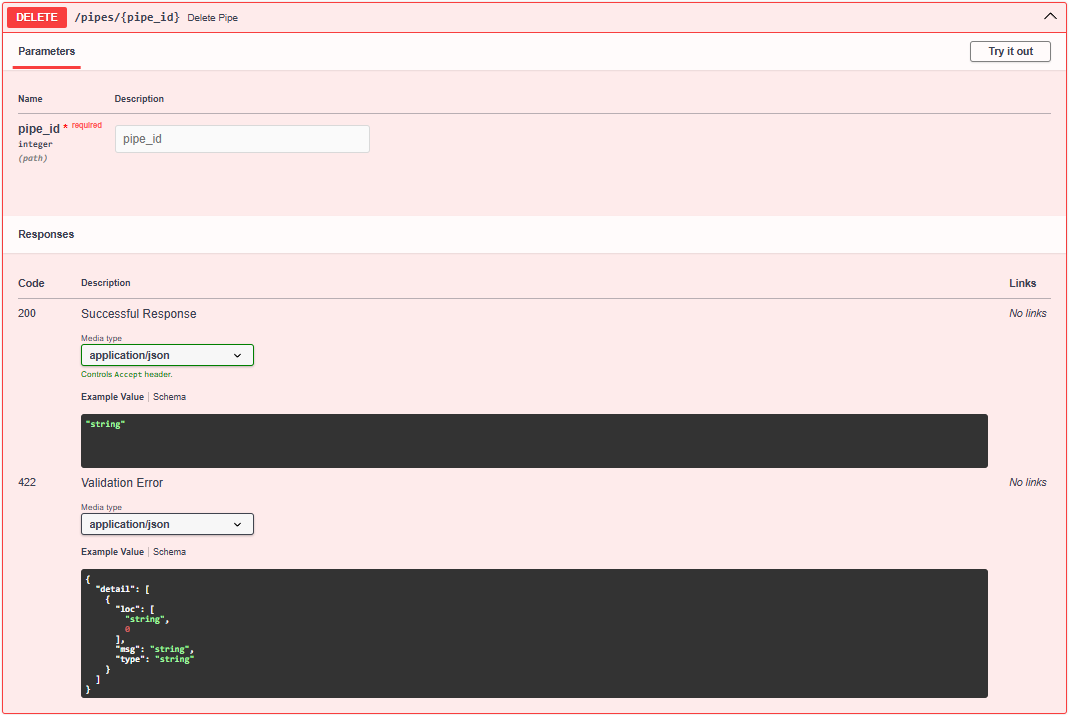 DELETE /pipes/{pipe_id} Delete Pipe
Parameters Try it out
Name Description
pipe_id * required pipe_id
integer
(path)
Responses
Code Description Links
200 Successful Response No links
Media type
application/json
Controls Accept header.
Example Value | Schema
"string"
422 Validation Error No links
Media type
application/json
Example Value | Schema
{
  "detail": [
    {
      "loc": [
        "string",
        0
      ],
      "msg": "string",
      "type": "string"
    }
  ]
}